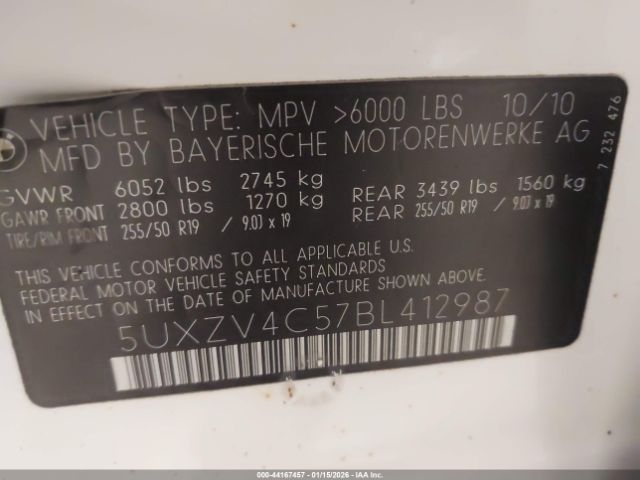 VEHICLE TYPE: MPV >6000 LBS 10/10
MFD BY BAYERISCHE MOTORENWERKE AG
7 232 476
GVWR 6052 lbs 2745 kg
GAWR FRONT 2800 lbs 1270 kg REAR 3439 lbs 1560 kg
TIRE/RIM FRONT 255/50 R19 / 9.0J x 19 REAR 255/50 R19 / 9.0J x 19
THIS VEHICLE CONFORMS TO ALL APPLICABLE U.S.
FEDERAL MOTOR VEHICLE SAFETY STANDARDS
IN EFFECT ON THE DATE OF MANUFACTURE SHOWN ABOVE.
5UXZV4C57BL412987
000-44167457 - 01/15/2026 - IAA Inc.